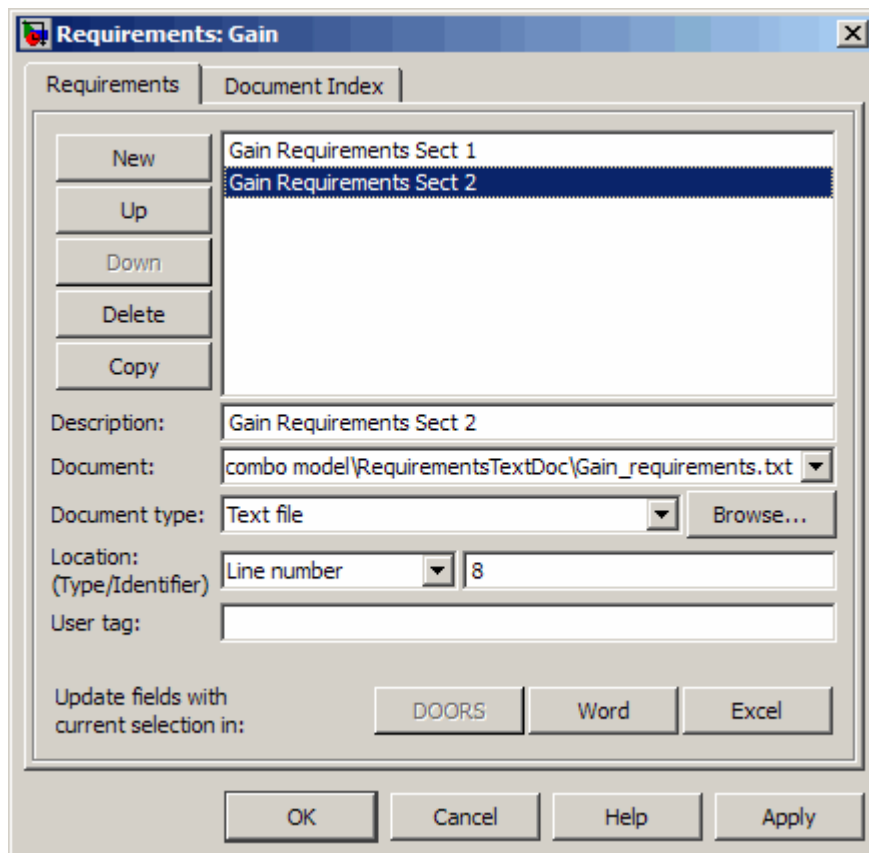 Requirements: Gain
Requirements Document Index
New
Up
Down
Delete
Copy
Gain Requirements Sect 1
Gain Requirements Sect 2
Description: Gain Requirements Sect 2
Document: combo model\RequirementsTextDoc\Gain_requirements.txt
Document type: Text file Browse...
Location:
(Type/Identifier) Line number 8
User tag:
Update fields with
current selection in: DOORS Word Excel
OK Cancel Help Apply